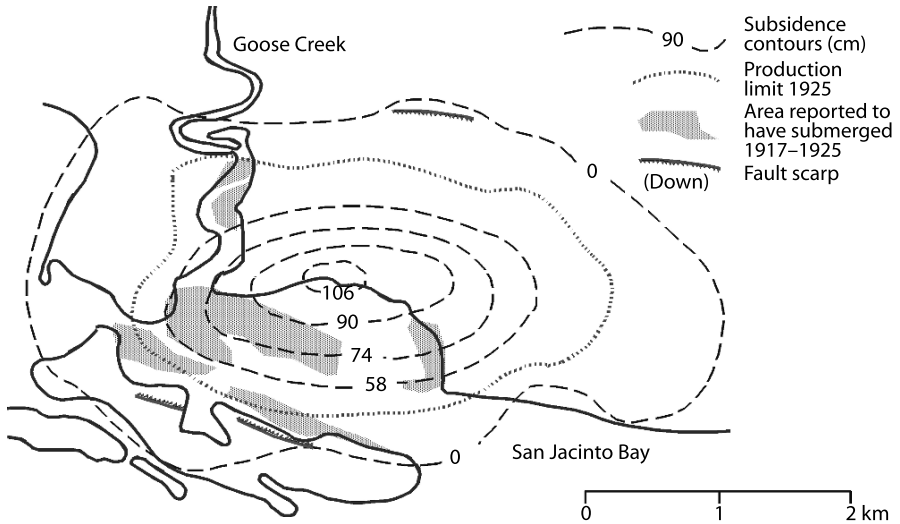 Goose Creek
90
Subsidence
contours (cm)
Production
limit 1925
Area reported to
have submerged
1917–1925
(Down)
Fault scarp
0
106
90
74
58
0
San Jacinto Bay
0
1
2 km